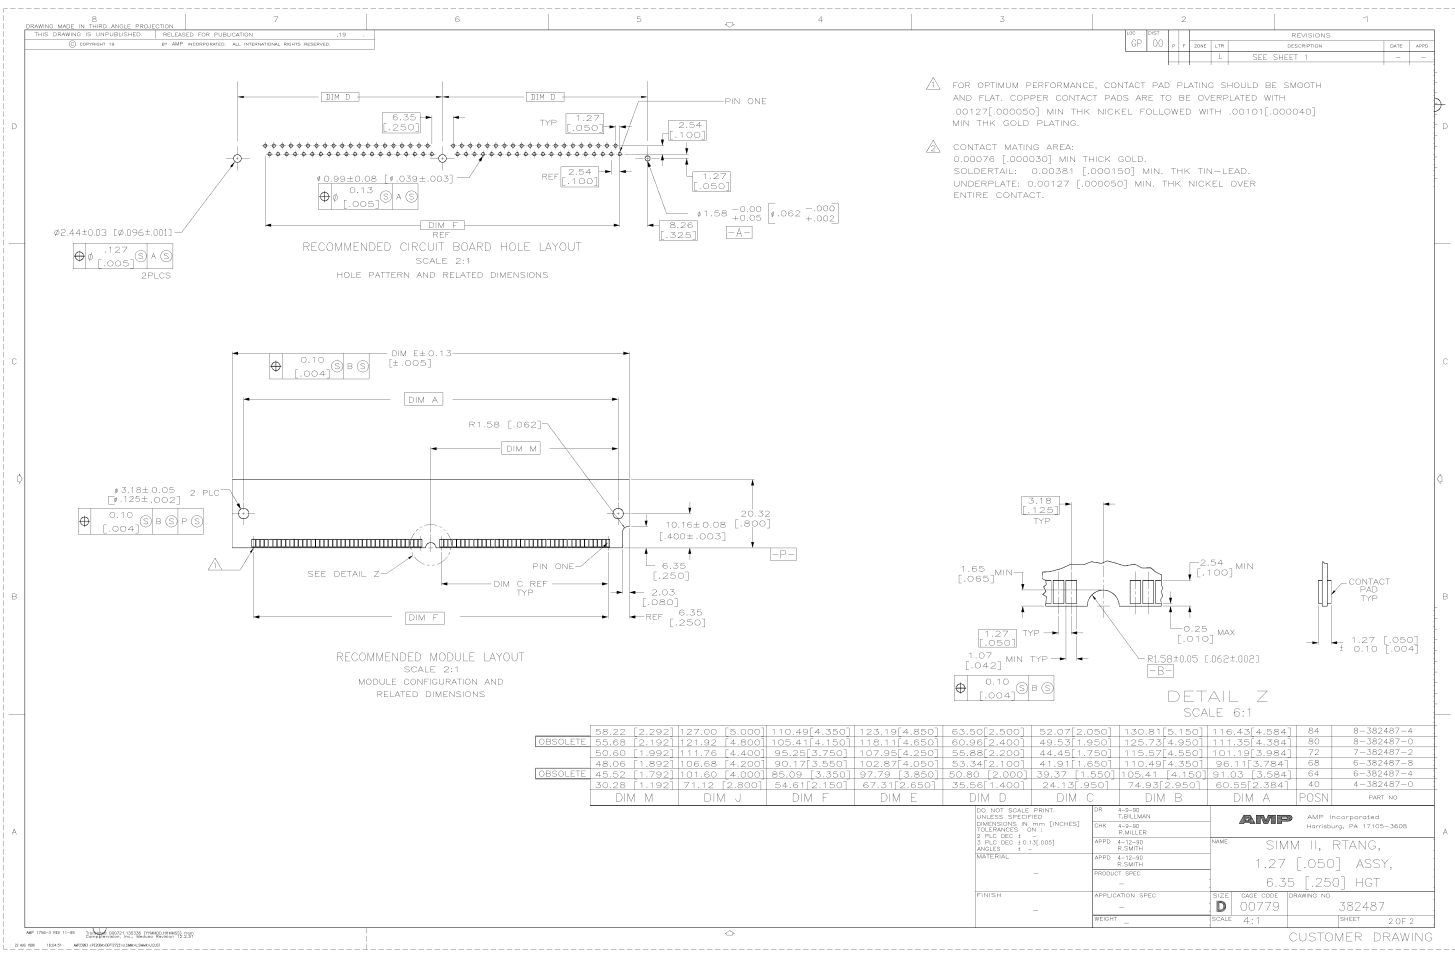 8 7 6 5 4 3 2 1
DRAWING MADE IN THIRD ANGLE PROJECTION
THIS DRAWING IS UNPUBLISHED. RELEASED FOR PUBLICATION ,19 .
© COPYRIGHT 19 BY AMP INCORPORATED. ALL INTERNATIONAL RIGHTS RESERVED.
LOC DIST
GP 00
REVISIONS
P F ZONE LTR DESCRIPTION DATE APPD
L SEE SHEET 1 – –
1 FOR OPTIMUM PERFORMANCE, CONTACT PAD PLATING SHOULD BE SMOOTH
AND FLAT. COPPER CONTACT PADS ARE TO BE OVERPLATED WITH
.00127[.000050] MIN THK NICKEL FOLLOWED WITH .00101[.000040]
MIN THK GOLD PLATING.
2 CONTACT MATING AREA:
0.00076 [.000030] MIN THICK GOLD.
SOLDERTAIL: 0.00381 [.000150] MIN. THK TIN-LEAD.
UNDERPLATE: 0.00127 [.000050] MIN. THK NICKEL OVER
ENTIRE CONTACT.
DIM D DIM D
PIN ONE
6.35
[.250]
TYP 1.27
[.050]
2.54
[.100]
REF 2.54
[.100]
1.27
[.050]
ø0.99±0.08 [ø.039±.003]
⌖ ø 0.13 Ⓢ A Ⓢ
[.005]
DIM F
REF
8.26
[.325]
ø1.58 −0.00 +0.05 [ø.062 −.000 +.002]
-A-
ø2.44±0.03 [ø.096±.001]
⌖ ø .127 Ⓢ A Ⓢ
[.005]
2PLCS
RECOMMENDED CIRCUIT BOARD HOLE LAYOUT
SCALE 2:1
HOLE PATTERN AND RELATED DIMENSIONS
DIM E±0.13
[±.005]
⌖ 0.10 Ⓢ B Ⓢ
[.004]
DIM A
R1.58 [.062]
DIM M
ø3.18±0.05
[ø.125±.002]
2 PLC
⌖ 0.10 Ⓢ B Ⓢ P Ⓢ
[.004]
20.32
[.800]
10.16±0.08
[.400±.003]
-P-
1
SEE DETAIL Z
PIN ONE
6.35
[.250]
DIM C REF
TYP
2.03
[.080]
DIM F
REF 6.35
[.250]
RECOMMENDED MODULE LAYOUT
SCALE 2:1
MODULE CONFIGURATION AND
RELATED DIMENSIONS
3.18
[.125]
TYP
1.65
[.065] MIN
2.54
[.100] MIN
1.27
[.050] TYP
0.25
[.010] MAX
1.07
[.042] MIN TYP
R1.58±0.05 [.062±.002]
-B-
⌖ 0.10 Ⓢ B Ⓢ
[.004]
CONTACT
PAD
TYP
1.27 [.050]
± 0.10 [.004]
DETAIL Z
SCALE 6:1
58.22 [2.292] 127.00 [5.000] 110.49[4.350] 123.19[4.850] 63.50[2.500] 52.07[2.050] 130.81[5.150] 116.43[4.584] 84 8-382487-4
OBSOLETE 55.68 [2.192] 121.92 [4.800] 105.41[4.150] 118.11[4.650] 60.96[2.400] 49.53[1.950] 125.73[4.950] 111.35[4.384] 80 8-382487-0
50.60 [1.992] 111.76 [4.400] 95.25[3.750] 107.95[4.250] 55.88[2.200] 44.45[1.750] 115.57[4.550] 101.19[3.984] 72 7-382487-2
48.06 [1.892] 106.68 [4.200] 90.17[3.550] 102.87[4.050] 53.34[2.100] 41.91[1.650] 110.49[4.350] 96.11[3.784] 68 6-382487-8
OBSOLETE 45.52 [1.792] 101.60 [4.000] 85.09 [3.350] 97.79 [3.850] 50.80 [2.000] 39.37 [1.550] 105.41 [4.150] 91.03 [3.584] 64 6-382487-4
30.28 [1.192] 71.12 [2.800] 54.61[2.150] 67.31[2.650] 35.56[1.400] 24.13[.950] 74.93[2.950] 60.55[2.384] 40 4-382487-0
DIM M DIM J DIM F DIM E DIM D DIM C DIM B DIM A POSN PART NO
DO NOT SCALE PRINT.
UNLESS SPECIFIED
DIMENSIONS IN mm [INCHES]
TOLERANCES ON :
2 PLC DEC ± –
3 PLC DEC ±0.13[.005]
ANGLES ± –
MATERIAL
–
FINISH
–
DR 4-9-90
T.BILLMAN
CHK 4-9-90
R.MILLER
APPD 4-12-90
R.SMITH
APPD 4-12-90
R.SMITH
PRODUCT SPEC
–
APPLICATION SPEC
–
WEIGHT –
AMP AMP Incorporated
Harrisburg, PA 17105-3608
NAME SIMM II, RTANG,
1.27 [.050] ASSY,
6.35 [.250] HGT
SIZE CAGE CODE DRAWING NO
D 00779 382487
SCALE 4:1 SHEET 2 OF 2
CUSTOMER DRAWING
D C B A
D C B A